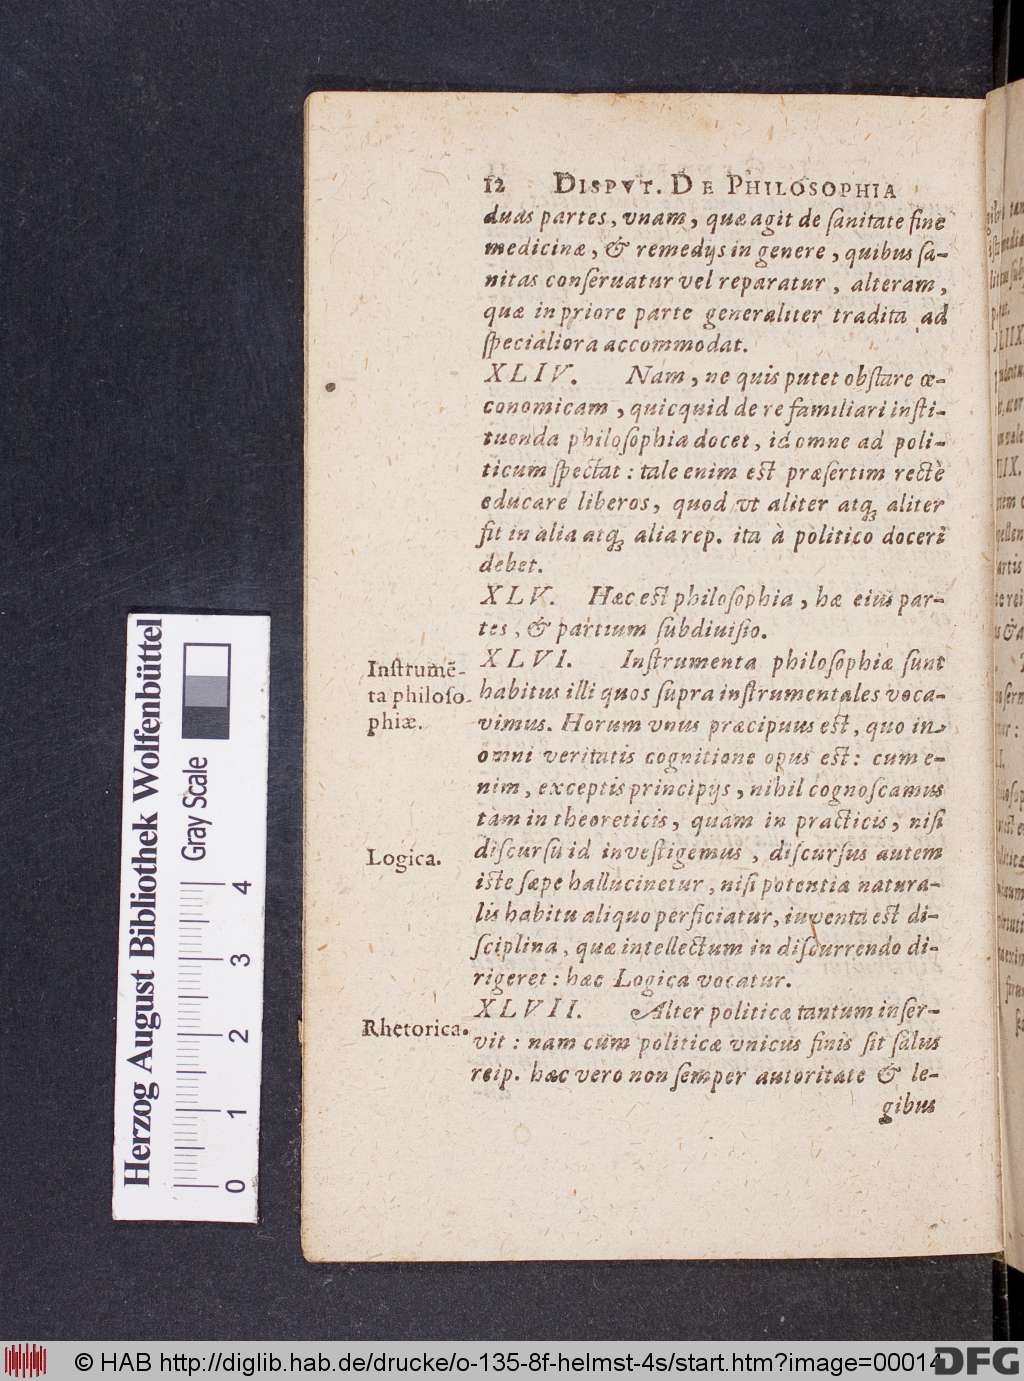 12 DISPVT. DE PHILOSOPHIA
duas partes, vnam, quæ agit de ſanitate ſine
medicinæ, & remedijs in genere, quibus ſa-
nitas conſeruatur vel reparatur, alteram,
quæ in priore parte generaliter tradita ad
ſpecialiora accommodat.
XLIV. Nam, ne quis putet obſtare œ-
conomicam, quicquid de re familiari inſti-
tuenda philoſophia docet, id omne ad poli-
ticum ſpectat: tale enim eſt præſertim rectè
educare liberos, quod vt aliter atq; aliter
fit in alia atq; alia rep. ita à politico doceri
debet.
XLV. Hæc eſt philoſophia, hæ eius par-
tes, & partium ſubdiuiſio.
Inſtrumẽ-
ta philoſo-
phiæ.
XLVI. Inſtrumenta philoſophiæ ſunt
habitus illi quos ſupra inſtrumentales voca-
vimus. Horum vnus præcipuus eſt, quo in
omni veritatis cognitione opus eſt: cum e-
nim, exceptis principijs, nihil cognoſcamus
tàm in theoreticis, quàm in practicis, niſi
Logica.
diſcurſu id inveſtigemus, diſcurſus autem
iſte ſæpe hallucinetur, niſi potentia natura-
lis habitu aliquo perficiatur, inventa eſt di-
ſciplina, quæ intellectum in diſcurrendo di-
rigeret: hæc Logica vocatur.
Rhetorica.
XLVII. Alter politicæ tantum inſer-
vit: nam cùm politicæ vnicus finis ſit ſalus
reip. hæc vero non ſemper autoritate & le-
gibus
Herzog August Bibliothek Wolfenbüttel
Gray Scale
0 1 2 3 4
© HAB http://diglib.hab.de/drucke/o-135-8f-helmst-4s/start.htm?image=00014
DFG